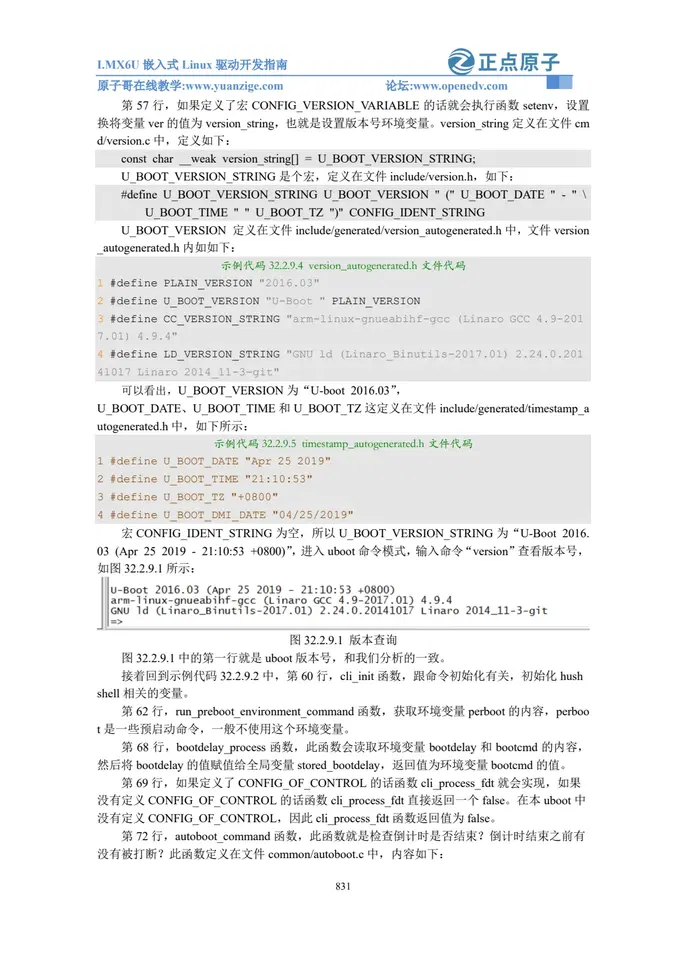 I.MX6U 嵌入式 Linux 驱动开发指南
正点原子
原子哥在线教学:www.yuanzige.com 论坛:www.openedv.com
第 57 行，如果定义了宏 CONFIG_VERSION_VARIABLE 的话就会执行函数 setenv，设置
换将变量 ver 的值为 version_string，也就是设置版本号环境变量。version_string 定义在文件 cm
d/version.c 中，定义如下：
const char __weak version_string[] = U_BOOT_VERSION_STRING;
U_BOOT_VERSION_STRING 是个宏，定义在文件 include/version.h，如下：
#define U_BOOT_VERSION_STRING U_BOOT_VERSION " (" U_BOOT_DATE " - " \
U_BOOT_TIME " " U_BOOT_TZ ")" CONFIG_IDENT_STRING
U_BOOT_VERSION 定义在文件 include/generated/version_autogenerated.h 中，文件 version
_autogenerated.h 内如如下：
示例代码 32.2.9.4 version_autogenerated.h 文件代码
1 #define PLAIN_VERSION "2016.03"
2 #define U_BOOT_VERSION "U-Boot " PLAIN_VERSION
3 #define CC_VERSION_STRING "arm-linux-gnueabihf-gcc (Linaro GCC 4.9-201
7.01) 4.9.4"
4 #define LD_VERSION_STRING "GNU ld (Linaro_Binutils-2017.01) 2.24.0.201
41017 Linaro 2014_11-3-git"
可以看出，U_BOOT_VERSION 为“U-boot 2016.03”，
U_BOOT_DATE、U_BOOT_TIME 和 U_BOOT_TZ 这定义在文件 include/generated/timestamp_a
utogenerated.h 中，如下所示：
示例代码 32.2.9.5 timestamp_autogenerated.h 文件代码
1 #define U_BOOT_DATE "Apr 25 2019"
2 #define U_BOOT_TIME "21:10:53"
3 #define U_BOOT_TZ "+0800"
4 #define U_BOOT_DMI_DATE "04/25/2019"
宏 CONFIG_IDENT_STRING 为空，所以 U_BOOT_VERSION_STRING 为“U-Boot 2016.
03 (Apr 25 2019 - 21:10:53 +0800)”，进入 uboot 命令模式，输入命令“version”查看版本号，
如图 32.2.9.1 所示：
U-Boot 2016.03 (Apr 25 2019 - 21:10:53 +0800)
arm-linux-gnueabihf-gcc (Linaro GCC 4.9-2017.01) 4.9.4
GNU ld (Linaro_Binutils-2017.01) 2.24.0.20141017 Linaro 2014_11-3-git
=>
图 32.2.9.1 版本查询
图 32.2.9.1 中的第一行就是 uboot 版本号，和我们分析的一致。
接着回到示例代码 32.2.9.2 中，第 60 行，cli_init 函数，跟命令初始化有关，初始化 hush
shell 相关的变量。
第 62 行，run_preboot_environment_command 函数，获取环境变量 perboot 的内容，perboo
t 是一些预启动命令，一般不使用这个环境变量。
第 68 行，bootdelay_process 函数，此函数会读取环境变量 bootdelay 和 bootcmd 的内容，
然后将 bootdelay 的值赋值给全局变量 stored_bootdelay，返回值为环境变量 bootcmd 的值。
第 69 行，如果定义了 CONFIG_OF_CONTROL 的话函数 cli_process_fdt 就会实现，如果
没有定义 CONFIG_OF_CONTROL 的话函数 cli_process_fdt 直接返回一个 false。在本 uboot 中
没有定义 CONFIG_OF_CONTROL，因此 cli_process_fdt 函数返回值为 false。
第 72 行，autoboot_command 函数，此函数就是检查倒计时是否结束？倒计时结束之前有
没有被打断？此函数定义在文件 common/autoboot.c 中，内容如下：
831